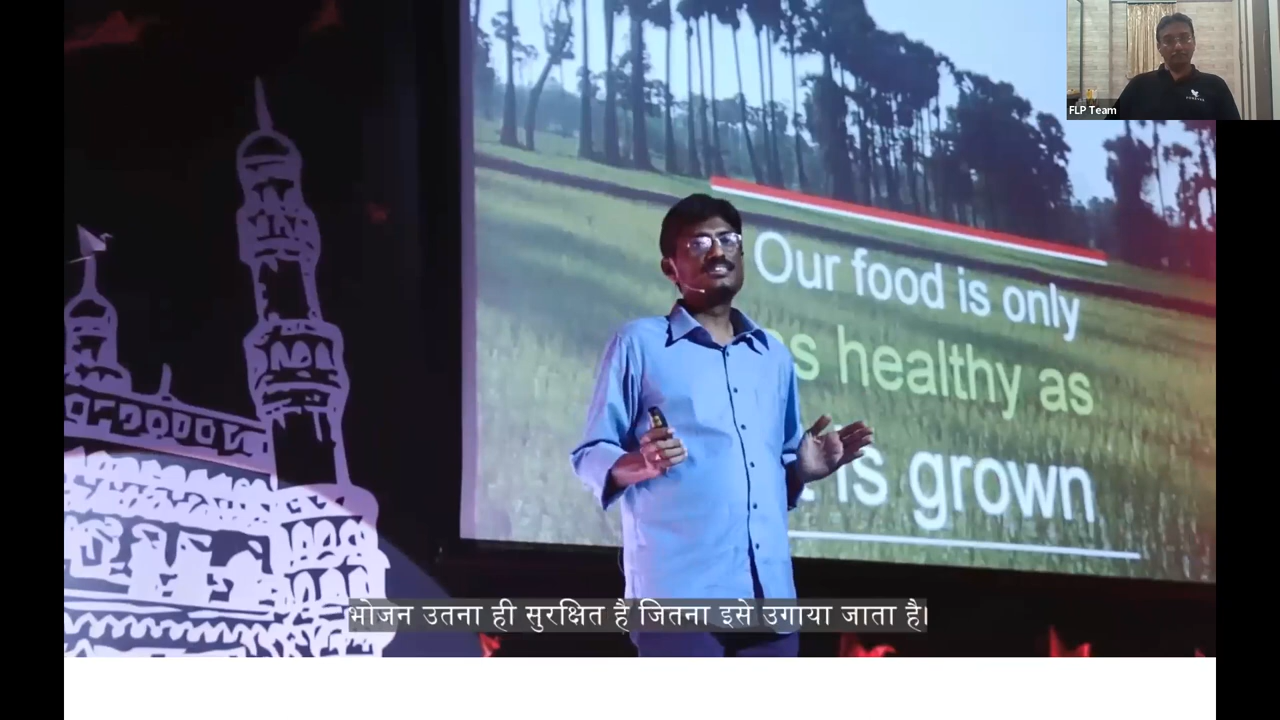 FLP Team
Our food is only
healthy as
is grown
भोजन उतना ही सुरक्षित है जितना इसे उगाया जाता है।